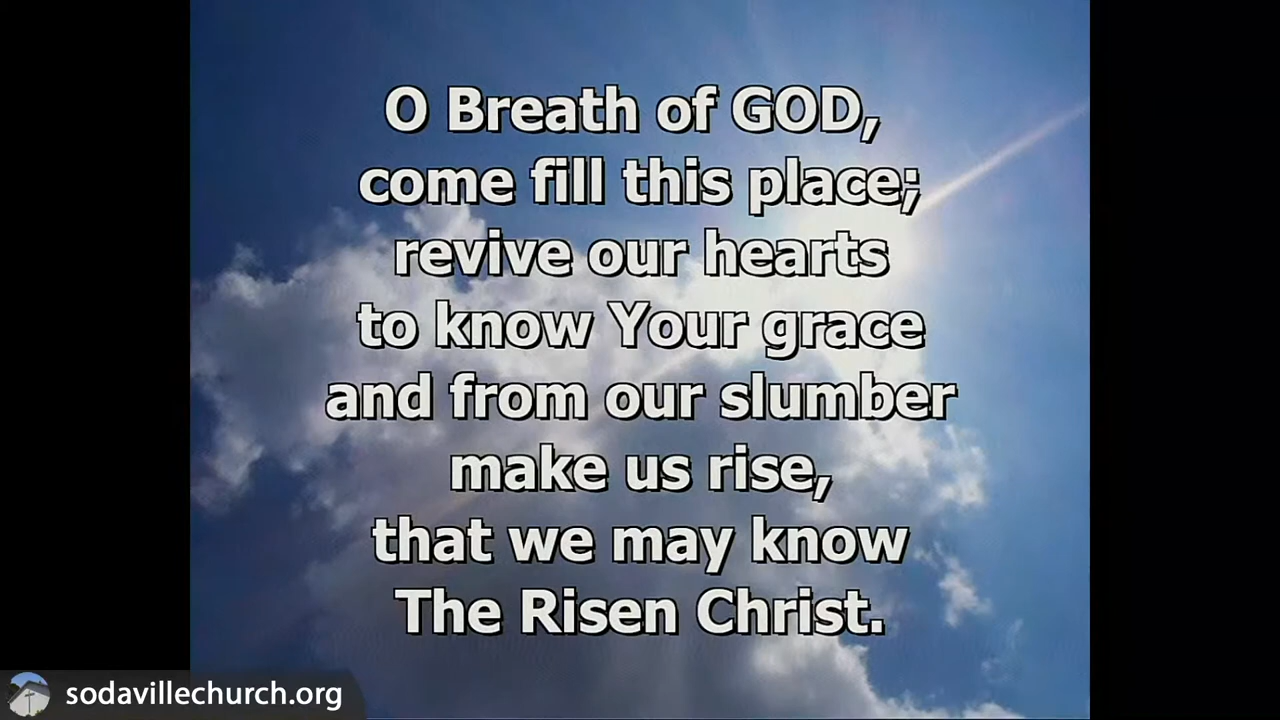 O Breath of GOD,
come fill this place;
revive our hearts
to know Your grace
and from our slumber
make us rise,
that we may know
The Risen Christ.
sodavillechurch.org